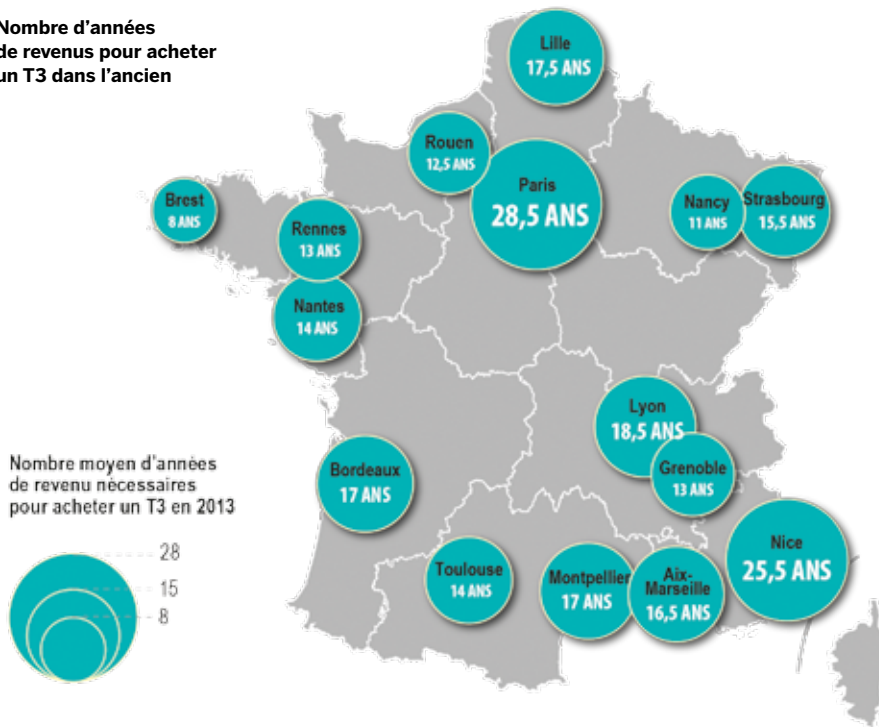 Nombre d'années
de revenus pour acheter
un T3 dans l'ancien
Lille
17,5 ANS
Rouen
12,5 ANS
Paris
28,5 ANS
Nancy
11 ANS
Strasbourg
15,5 ANS
Brest
8 ANS
Rennes
13 ANS
Nantes
14 ANS
Lyon
18,5 ANS
Grenoble
13 ANS
Bordeaux
17 ANS
Nice
25,5 ANS
Toulouse
14 ANS
Montpellier
17 ANS
Aix-
Marseille
16,5 ANS
Nombre moyen d'années
de revenu nécessaires
pour acheter un T3 en 2013
28
15
8